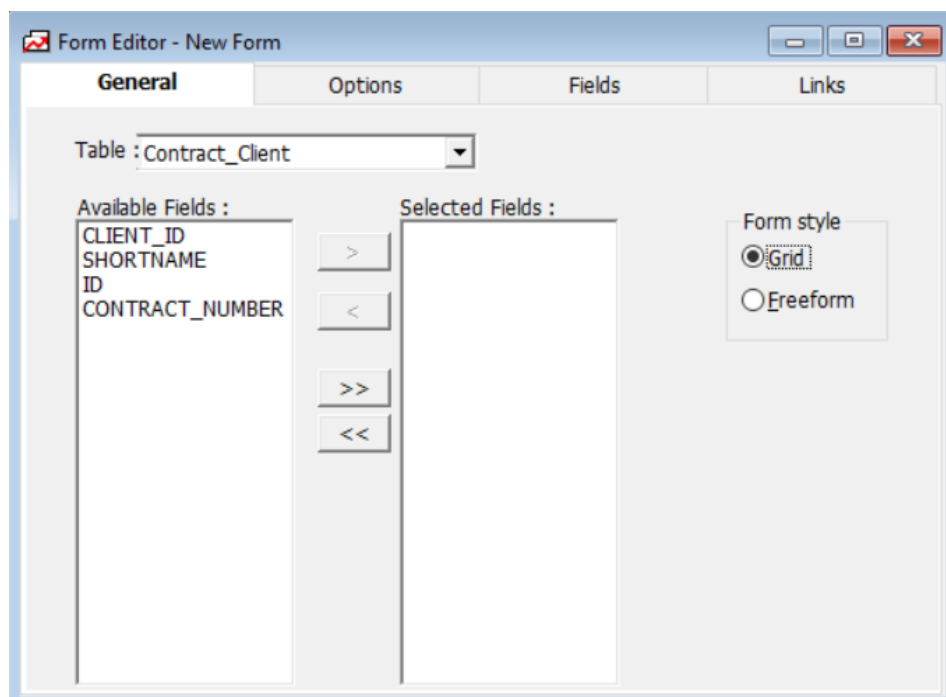 Form Editor - New Form
General Options Fields Links
Table : Contract_Client
Available Fields : Selected Fields :
CLIENT_ID
SHORTNAME
ID
CONTRACT_NUMBER
>
<
>>
<<
Form style
Grid
Freeform